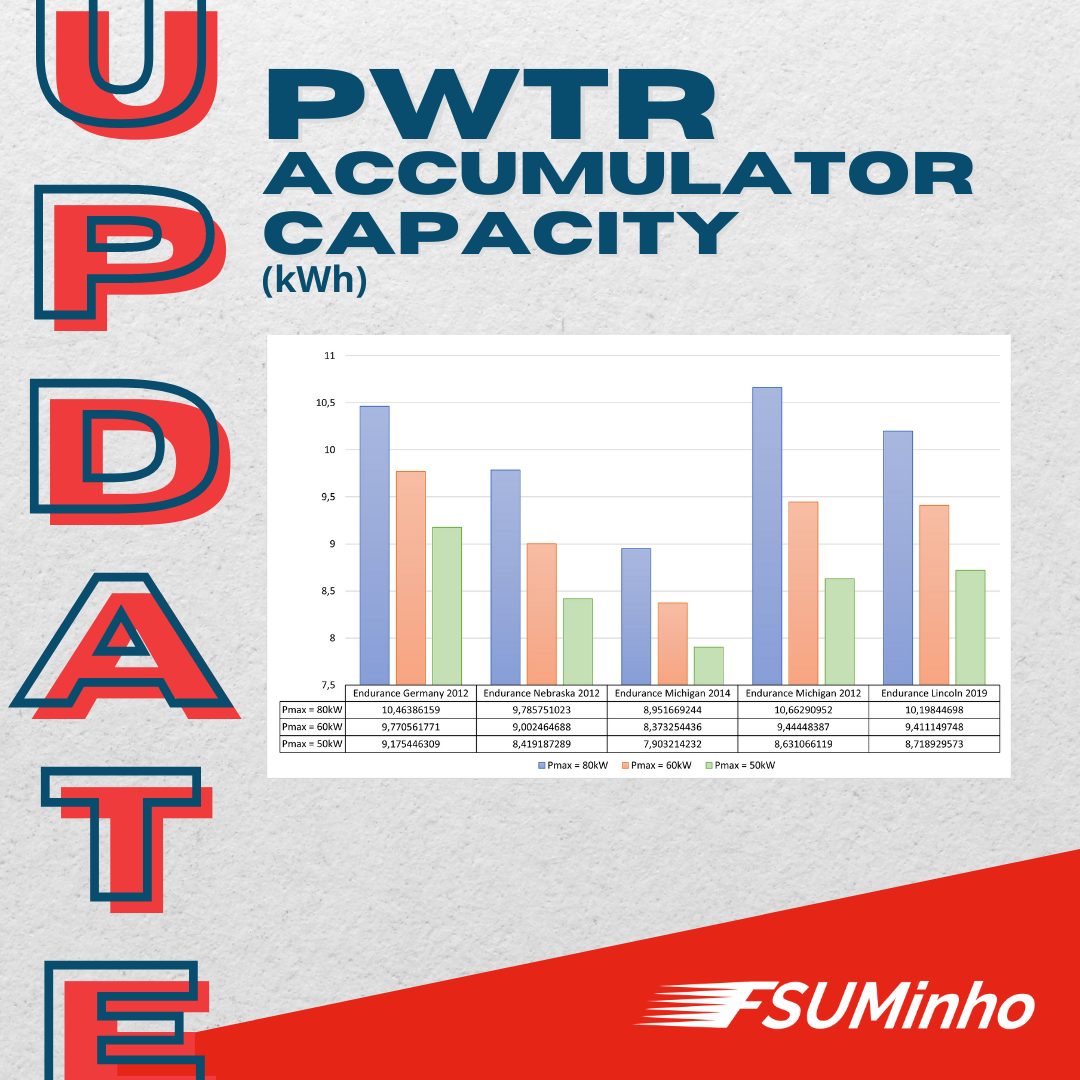 UPDATE
PWTR
ACCUMULATOR
CAPACITY
(kWh)
11
10,5
10
9,5
9
8,5
8
7,5
Endurance Germany 2012 Endurance Nebraska 2012 Endurance Michigan 2014 Endurance Michigan 2012 Endurance Lincoln 2019
Pmax = 80kW 10,46386159 9,785751023 8,951669244 10,66290952 10,19844698
Pmax = 60kW 9,770561771 9,002464688 8,373254436 9,44448387 9,411149748
Pmax = 50kW 9,175446309 8,419187289 7,903214232 8,631066119 8,718929573
Pmax = 80kW Pmax = 60kW Pmax = 50kW
FSUMinho